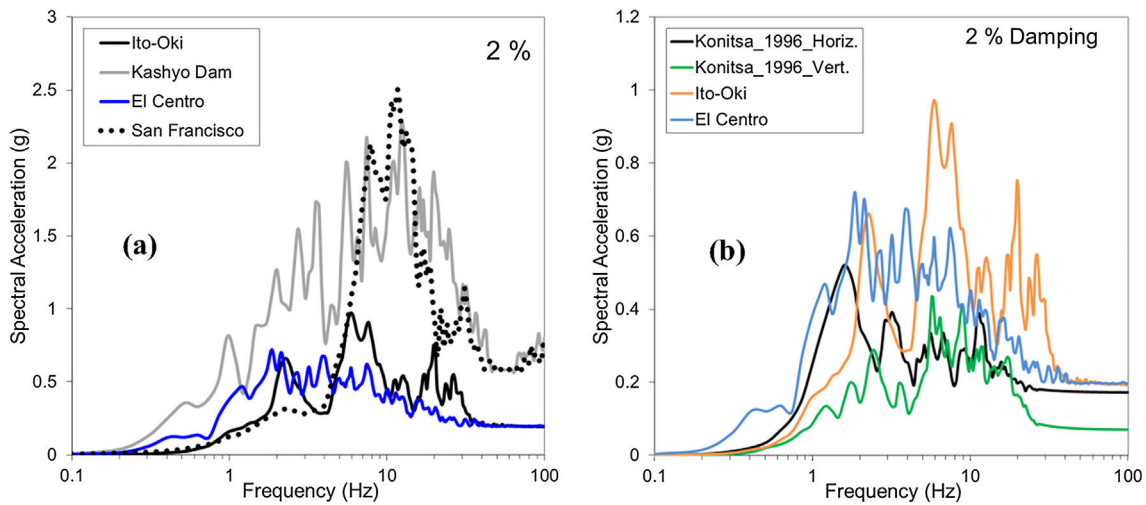 3
2.5
2
1.5
1
0.5
0
Spectral Acceleration (g)
Ito-Oki
Kashyo Dam
El Centro
San Francisco
2 %
(a)
0.1
1
10
100
Frequency (Hz)
1.2
1
0.8
0.6
0.4
0.2
0
Spectral Acceleration (g)
Konitsa_1996_Horiz.
Konitsa_1996_Vert.
Ito-Oki
El Centro
2 % Damping
(b)
0.1
1
10
100
Frequency (Hz)